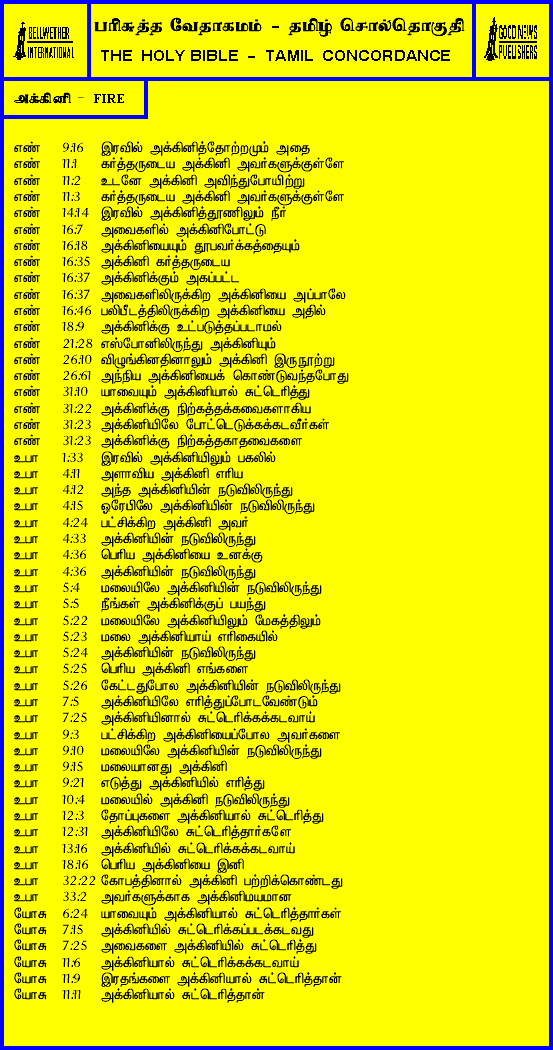 BELLWETHER
INTERNATIONAL
பரிசுத்த வேதாகமம் - தமிழ் சொல்தொகுதி
THE HOLY BIBLE - TAMIL CONCORDANCE
GOOD NEWS
PUBLISHERS
அக்கினி - FIRE
எண் 9:16 இரவில் அக்கினித்தோற்றமும் அதை
எண் 11:1 கர்த்தருடைய அக்கினி அவர்களுக்குள்ளே
எண் 11:2 உடனே அக்கினி அவிந்துபோயிற்று
எண் 11:3 கர்த்தருடைய அக்கினி அவர்களுக்குள்ளே
எண் 14:14 இரவில் அக்கினித்தூணிலும் நீர்
எண் 16:7 அவைகளில் அக்கினிபோட்டு
எண் 16:18 அக்கினியையும் தூபவர்க்கத்தையும்
எண் 16:35 அக்கினி கர்த்தருடைய
எண் 16:37 அக்கினிக்கும் அகப்பட்ட
எண் 16:37 அவைகளிலிருக்கிற அக்கினியை அப்பாலே
எண் 16:46 பலிபீடத்திலிருக்கிற அக்கினியை அதில்
எண் 18:9 அக்கினிக்கு உட்படுத்தப்படாமல்
எண் 21:28 எஸ்போனிலிருந்து அக்கினியும்
எண் 26:10 விழுங்கினதினாலும் அக்கினி இருநூற்று
எண் 26:61 அந்நிய அக்கினியைக் கொண்டுவந்தபோது
எண் 31:10 யாவையும் அக்கினியால் சுட்டெரித்து
எண் 31:22 அக்கினிக்கு நிற்கத்தக்கவைகளாகிய
எண் 31:23 அக்கினியிலே போட்டெடுக்கக்கடவீர்கள்
எண் 31:23 அக்கினிக்கு நிற்கத்தகாதவைகளை
உபா 1:33 இரவில் அக்கினியிலும் பகலில்
உபா 4:11 அளாவிய அக்கினி எரிய
உபா 4:12 அந்த அக்கினியின் நடுவிலிருந்து
உபா 4:15 ஓரேபிலே அக்கினியின் நடுவிலிருந்து
உபா 4:24 பட்சிக்கிற அக்கினி அவர்
உபா 4:33 அக்கினியின் நடுவிலிருந்து
உபா 4:36 பெரிய அக்கினியை உனக்கு
உபா 4:36 அக்கினியின் நடுவிலிருந்து
உபா 5:4 மலையிலே அக்கினியின் நடுவிலிருந்து
உபா 5:5 நீங்கள் அக்கினிக்குப் பயந்து
உபா 5:22 மலையிலே அக்கினியிலும் மேகத்திலும்
உபா 5:23 மலை அக்கினியாய் எரிகையில்
உபா 5:24 அக்கினியின் நடுவிலிருந்து
உபா 5:25 பெரிய அக்கினி எங்களை
உபா 5:26 கேட்டதுபோல அக்கினியின் நடுவிலிருந்து
உபா 7:5 அக்கினியிலே எரித்துப்போடவேண்டும்
உபா 7:25 அக்கினியினால் சுட்டெரிக்கக்கடவாய்
உபா 9:3 பட்சிக்கிற அக்கினியைப்போல அவர்களை
உபா 9:10 மலையிலே அக்கினியின் நடுவிலிருந்து
உபா 9:15 மலையானது அக்கினி
உபா 9:21 எடுத்து அக்கினியில் எரித்து
உபா 10:4 மலையில் அக்கினி நடுவிலிருந்து
உபா 12:3 தோப்புகளை அக்கினியால் சுட்டெரித்து
உபா 12:31 அக்கினியிலே சுட்டெரித்தார்களே
உபா 13:16 அக்கினியில் சுட்டெரிக்கக்கடவாய்
உபா 18:16 பெரிய அக்கினியை இனி
உபா 32:22 கோபத்தினால் அக்கினி பற்றிக்கொண்டது
உபா 33:2 அவர்களுக்காக அக்கினிமயமான
யோசு 6:24 யாவையும் அக்கினியால் சுட்டெரித்தார்கள்
யோசு 7:15 அக்கினியில் சுட்டெரிக்கப்படக்கடவது
யோசு 7:25 அவைகளை அக்கினியில் சுட்டெரித்து
யோசு 11:6 அக்கினியால் சுட்டெரிக்கக்கடவாய்
யோசு 11:9 இரதங்களை அக்கினியால் சுட்டெரித்தான்
யோசு 11:11 அக்கினியால் சுட்டெரித்தான்